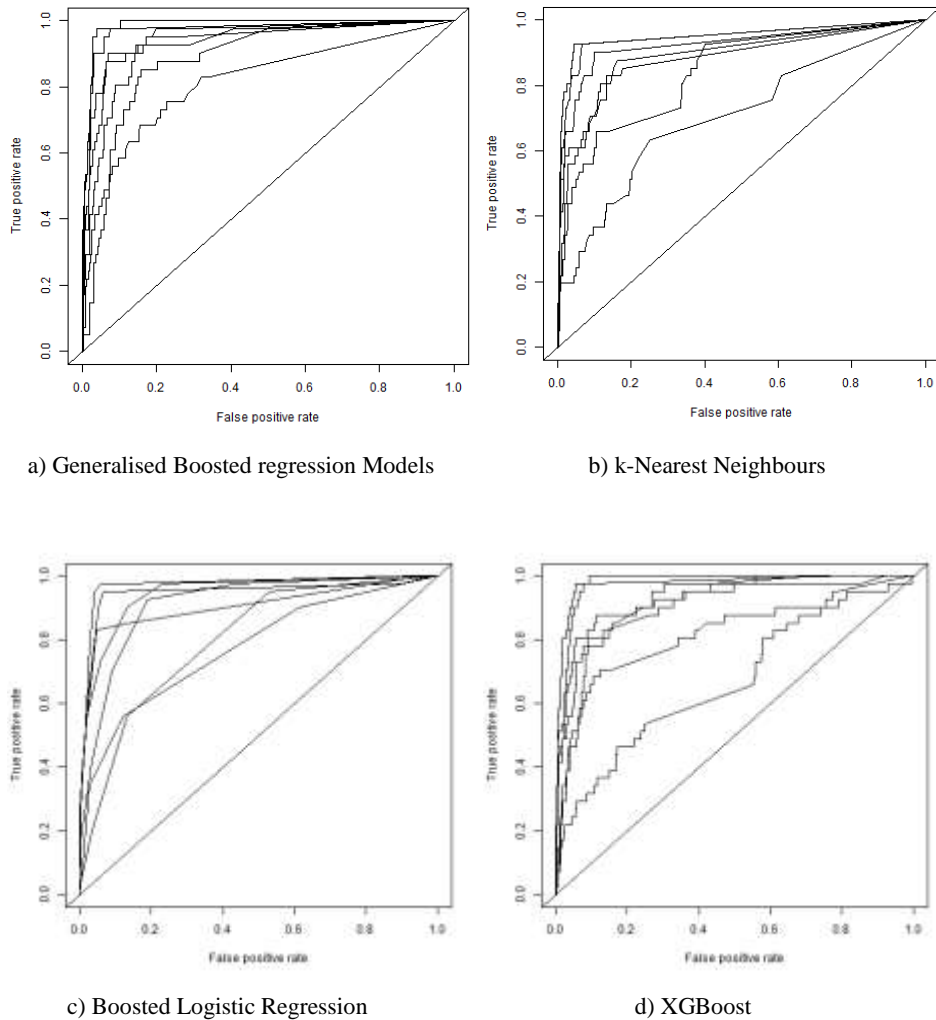 True positive rate
0.0 0.2 0.4 0.6 0.8 1.0
0.0 0.2 0.4 0.6 0.8 1.0
False positive rate
a) Generalised Boosted regression Models
True positive rate
0.0 0.2 0.4 0.6 0.8 1.0
0.0 0.2 0.4 0.6 0.8 1.0
False positive rate
b) k-Nearest Neighbours
True positive rate
0.0 0.2 0.4 0.6 0.8 1.0
0.0 0.2 0.4 0.6 0.8 1.0
False positive rate
c) Boosted Logistic Regression
True positive rate
0.0 0.2 0.4 0.6 0.8 1.0
0.0 0.2 0.4 0.6 0.8 1.0
False positive rate
d) XGBoost